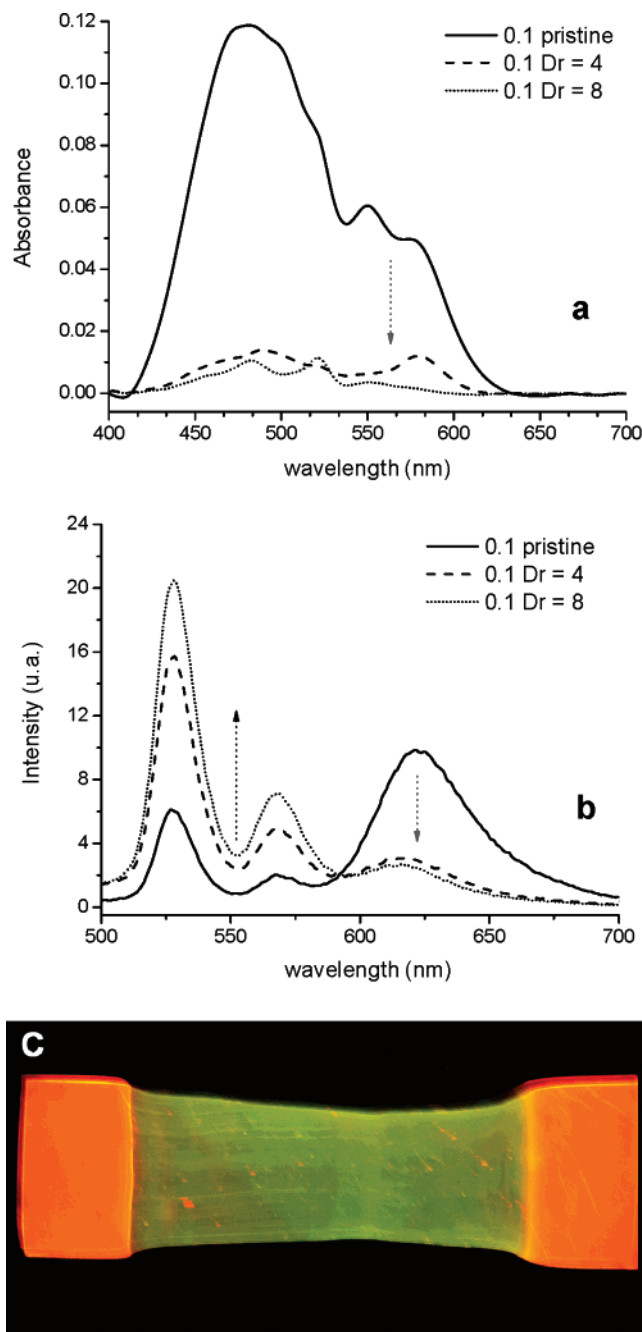 0.12
0.10
0.08
0.06
0.04
0.02
0.00
Absorbance
0.1 pristine
0.1 Dr = 4
0.1 Dr = 8
a
400 450 500 550 600 650 700
wavelength (nm)
24
20
16
12
8
4
0
Intensity (u.a.)
0.1 pristine
0.1 Dr = 4
0.1 Dr = 8
b
500 550 600 650 700
wavelength (nm)
C